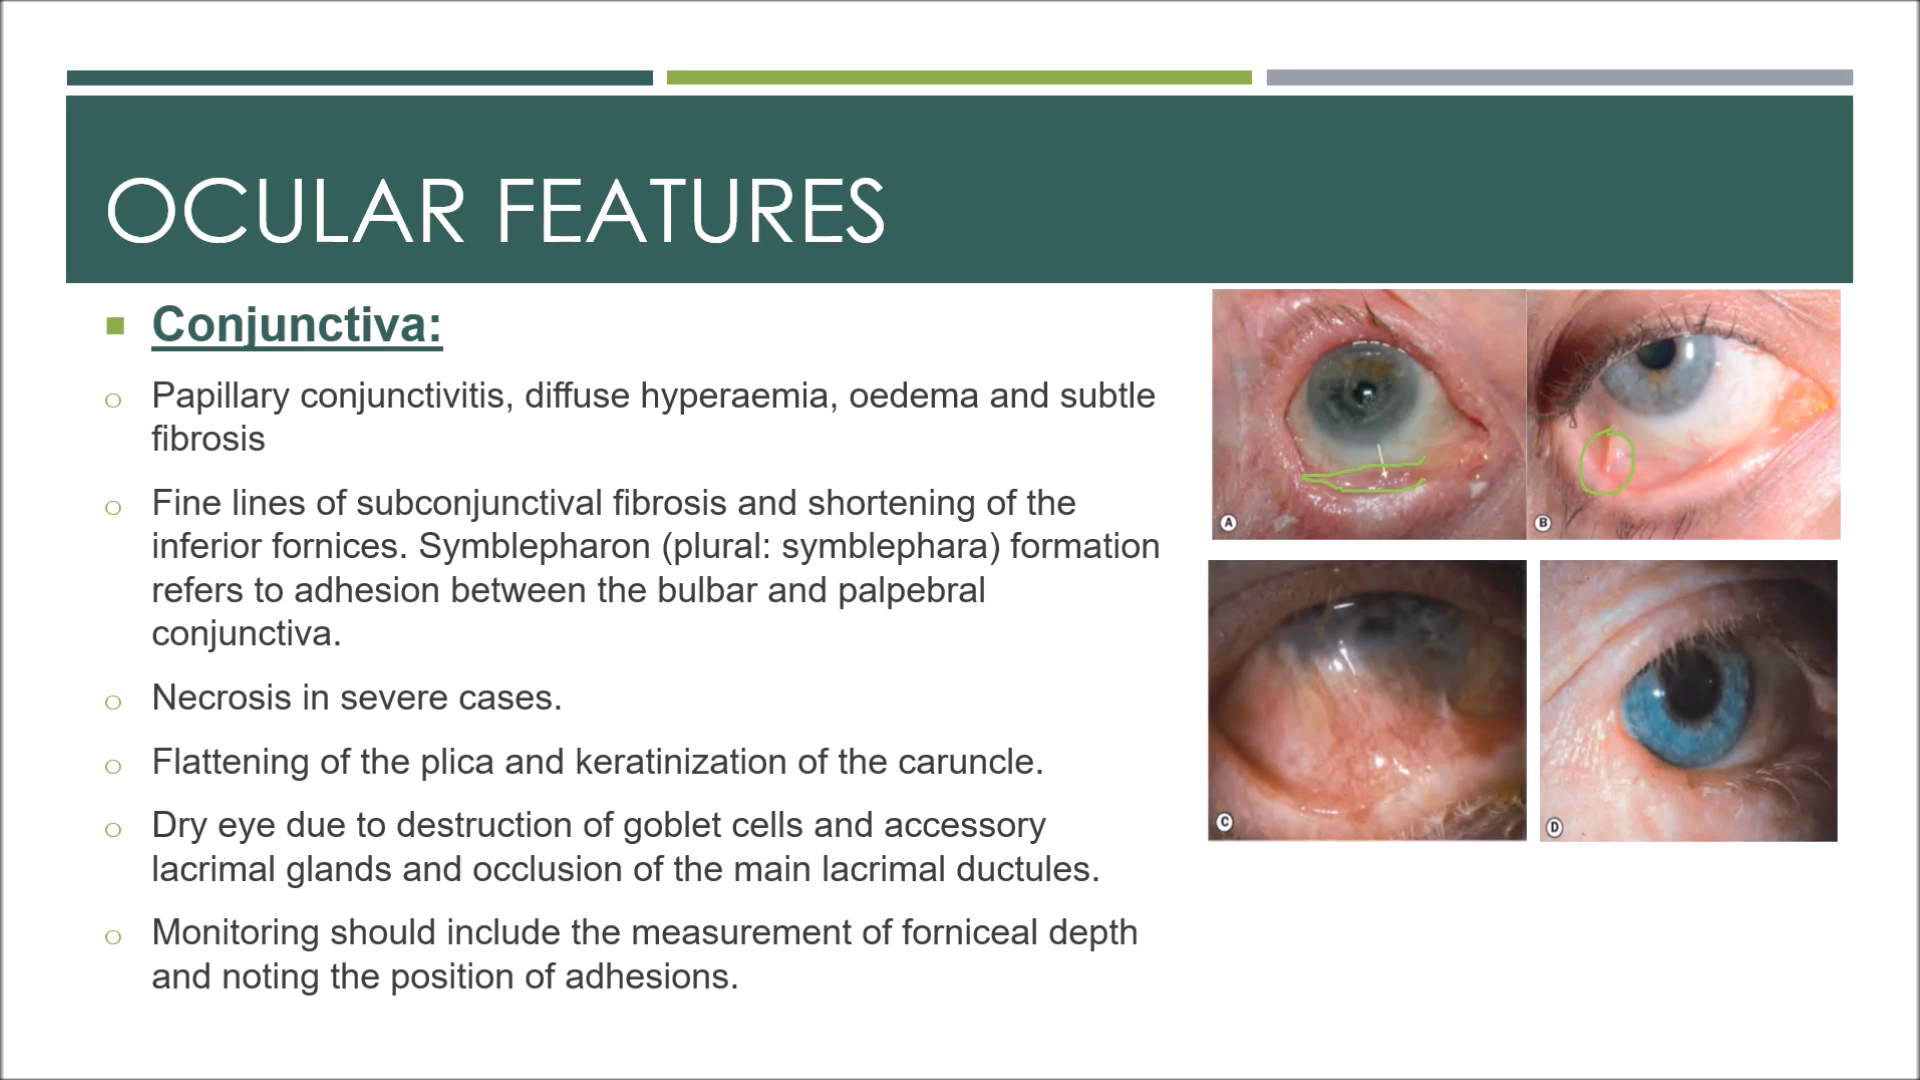 OCULAR FEATURES
Conjunctiva:
Papillary conjunctivitis, diffuse hyperaemia, oedema and subtle
fibrosis
Fine lines of subconjunctival fibrosis and shortening of the
inferior fornices. Symblepharon (plural: symblephara) formation
refers to adhesion between the bulbar and palpebral
conjunctiva.
Necrosis in severe cases.
Flattening of the plica and keratinization of the caruncle.
Dry eye due to destruction of goblet cells and accessory
lacrimal glands and occlusion of the main lacrimal ductules.
Monitoring should include the measurement of forniceal depth
and noting the position of adhesions.
A
B
C
D